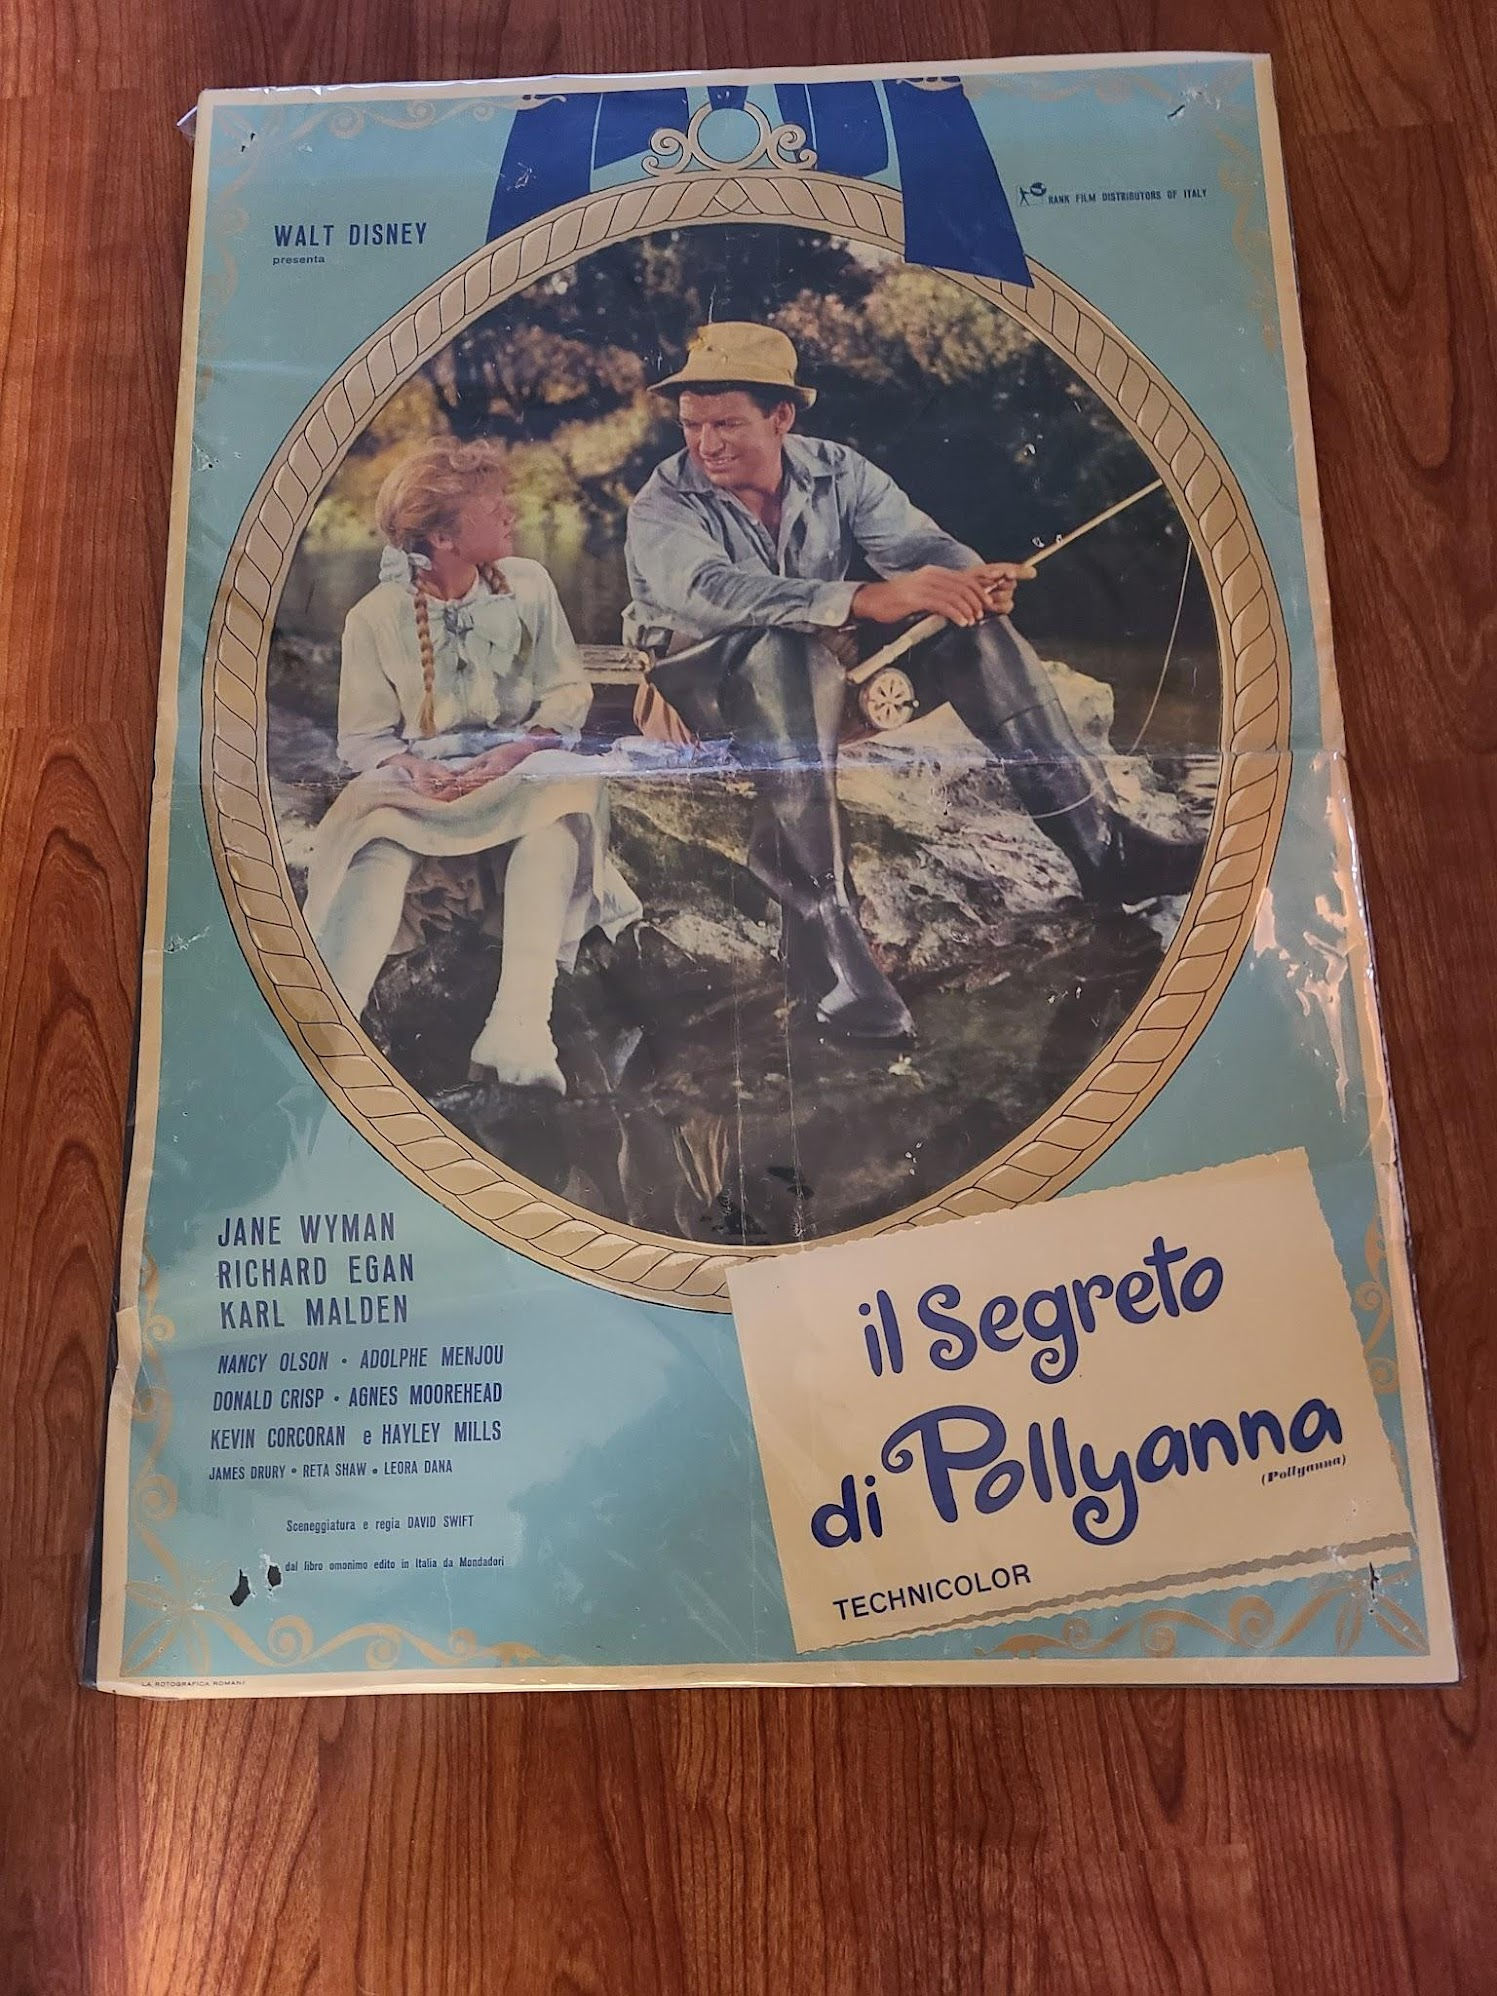 WALT DISNEY
presenta
RANK FILM DISTRIBUTORS OF ITALY
JANE WYMAN
RICHARD EGAN
KARL MALDEN
NANCY OLSON • ADOLPHE MENJOU
DONALD CRISP • AGNES MOOREHEAD
KEVIN CORCORAN e HAYLEY MILLS
JAMES DRURY • RETA SHAW • LEORA DANA
Sceneggiatura e regia DAVID SWIFT
dal libro omonimo edito in Italia da Mondadori
il Segreto
di Pollyanna
(Pollyanna)
TECHNICOLOR
LA ROTOGRAFICA ROMANA